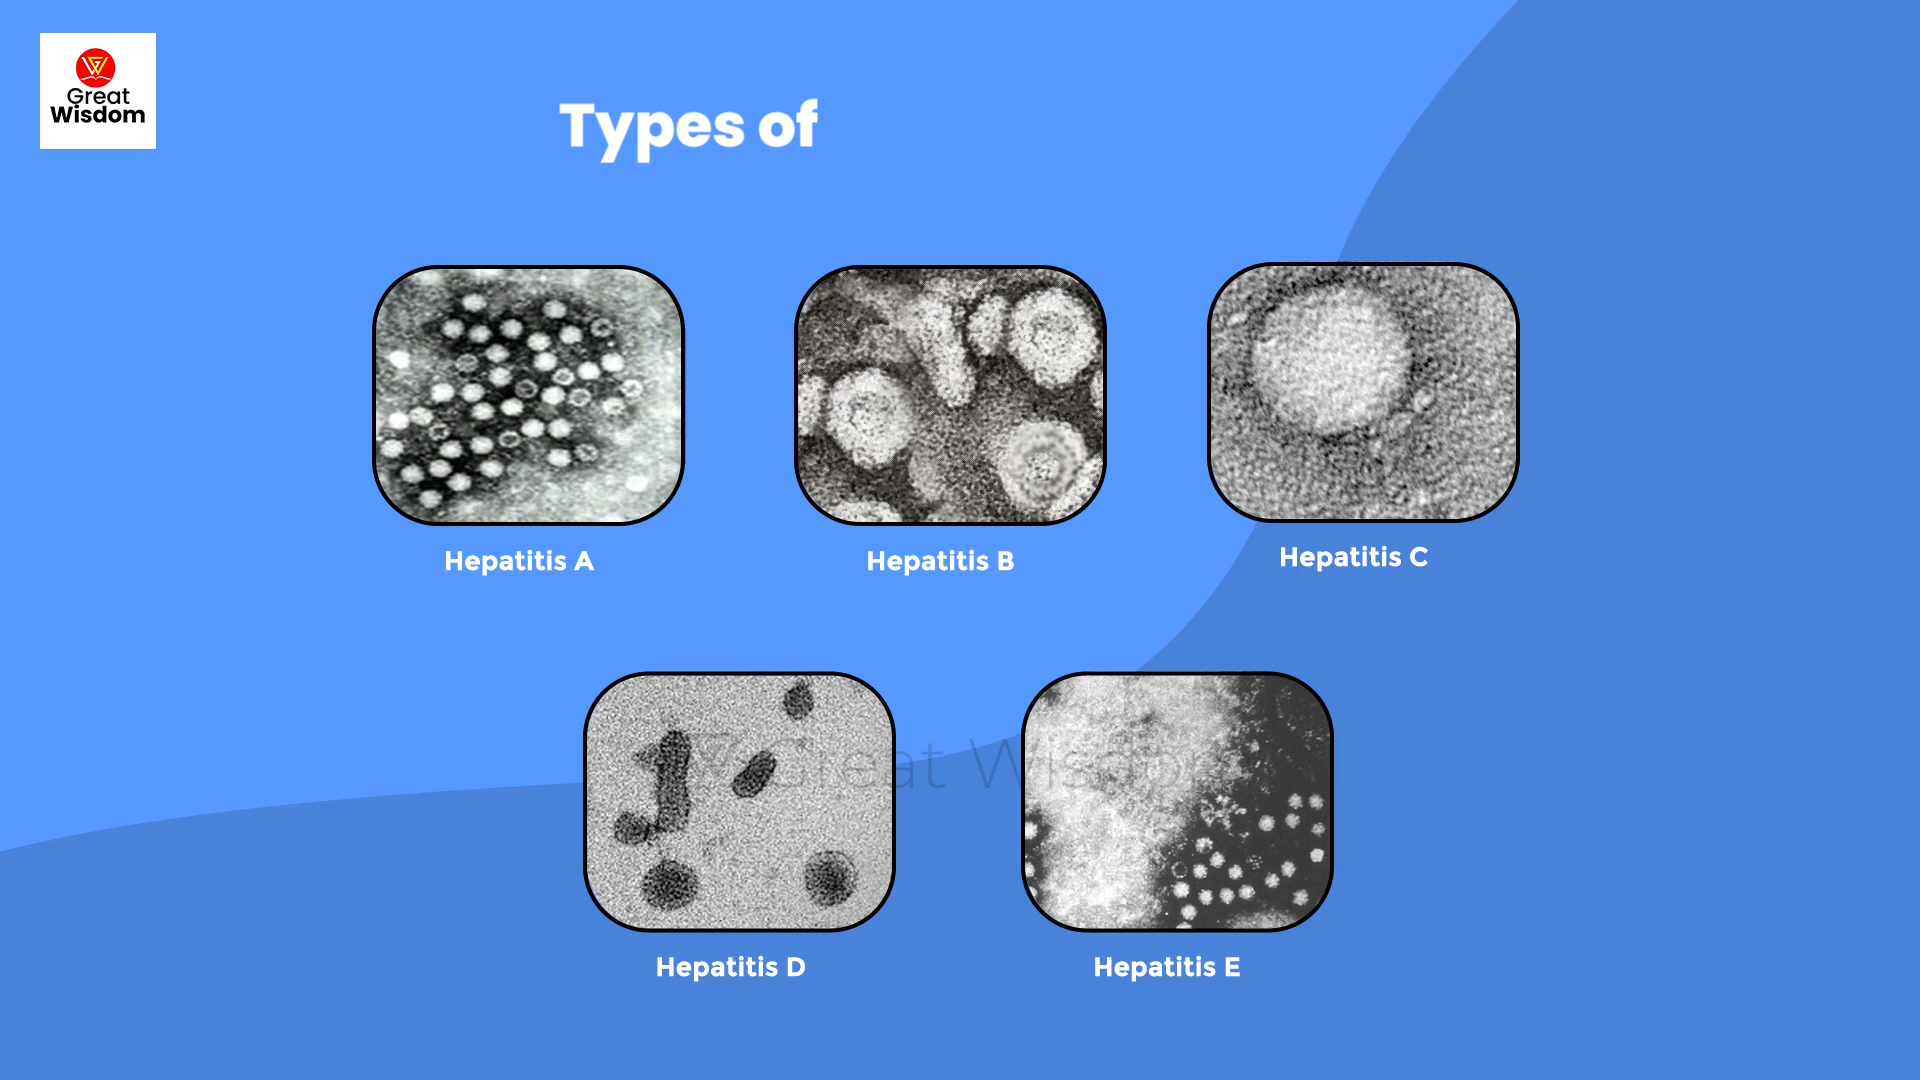 Great
Wisdom
Types of
Hepatitis A
Hepatitis B
Hepatitis C
Great Wisdom
Hepatitis D
Hepatitis E